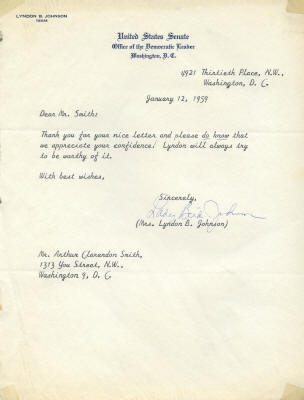 LYNDON B. JOHNSON
TEXAS
United States Senate
Office of the Democratic Leader
Washington, D. C.
4921 Thirtieth Place, N.W.,
Washington, D. C.
January 12, 1959
Dear Mr. Smith:
Thank you for your nice letter and please do know that
we appreciate your confidence! Lyndon will always try
to be worthy of it.
With best wishes,
Sincerely,
Lady Bird Johnson
(Mrs. Lyndon B. Johnson)
Mr. Arthur Clarendon Smith,
1313 You Street, N.W.,
Washington 9, D. C.